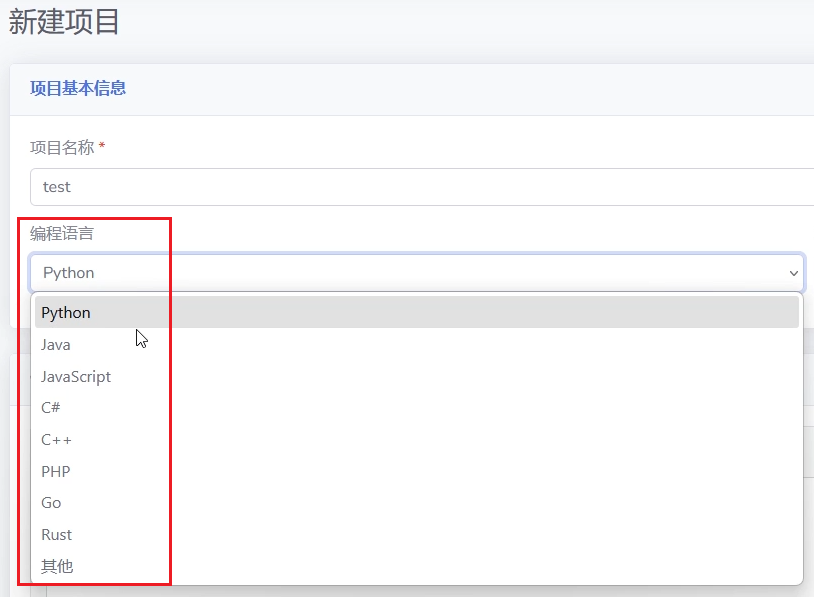 新建项目
项目基本信息
项目名称 *
test
编程语言
Python
Python
Java
JavaScript
C#
C++
PHP
Go
Rust
其他